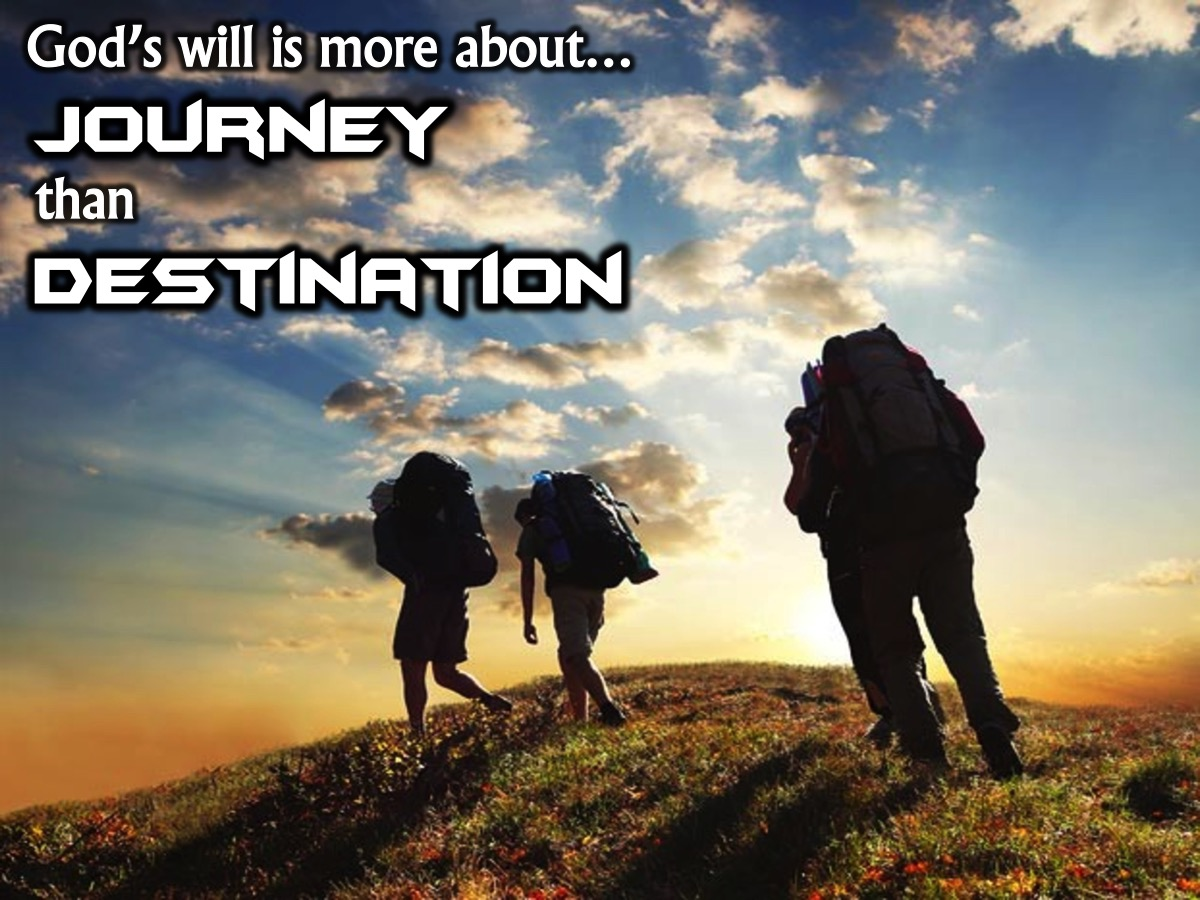 God's will is more about...
JOURNEY
than
DESTINATION